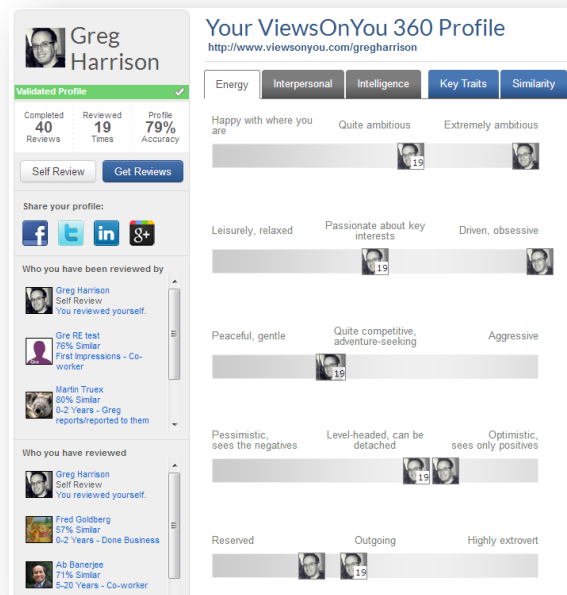 Greg
Harrison
Validated Profile
Completed
40
Reviews
Reviewed
19
Times
Profile
79%
Accuracy
Self Review
Get Reviews
Share your profile:
Who you have been reviewed by
Greg Harrison
Self Review
You reviewed yourself.
Gre
Gre RE test
76% Similar
First Impressions - Co-
worker
Martin Truex
80% Similar
0-2 Years - Greg
reports/reported to them
Who you have reviewed
Greg Harrison
Self Review
You reviewed yourself.
Fred Goldberg
57% Similar
0-2 Years - Done Business
Ab Banerjee
71% Similar
5-20 Years - Co-worker
Your ViewsOnYou 360 Profile
http://www.viewsonyou.com/gregharrison
Energy Interpersonal Intelligence Key Traits Similarity
Happy with where you
are
Quite ambitious
Extremely ambitious
19
Leisurely, relaxed
Passionate about key
interests
Driven, obsessive
19
Peaceful, gentle
Quite competitive,
adventure-seeking
Aggressive
19
Pessimistic,
sees the negatives
Level-headed, can be
detached
Optimistic,
sees only positives
19
Reserved
Outgoing
Highly extrovert
19